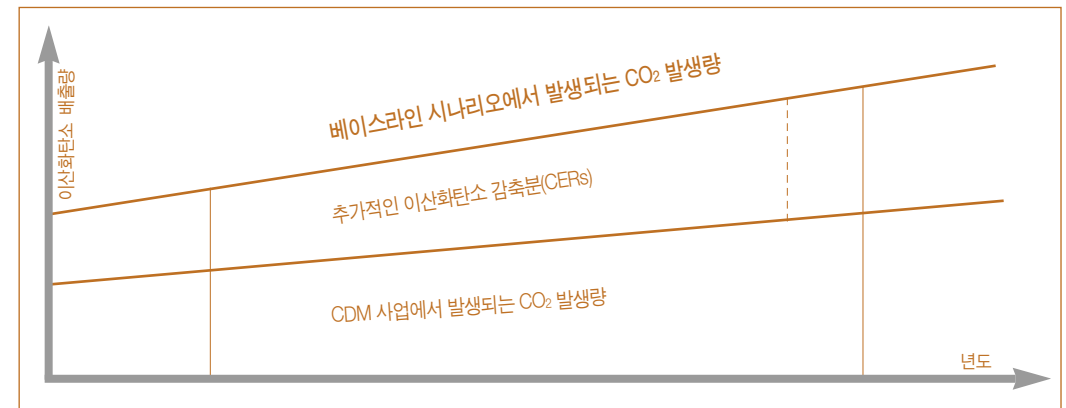 이산화탄소 배출량
베이스라인 시나리오에서 발생되는 CO₂ 발생량
추가적인 이산화탄소 감축분(CERs)
CDM 사업에서 발생되는 CO₂ 발생량
년도